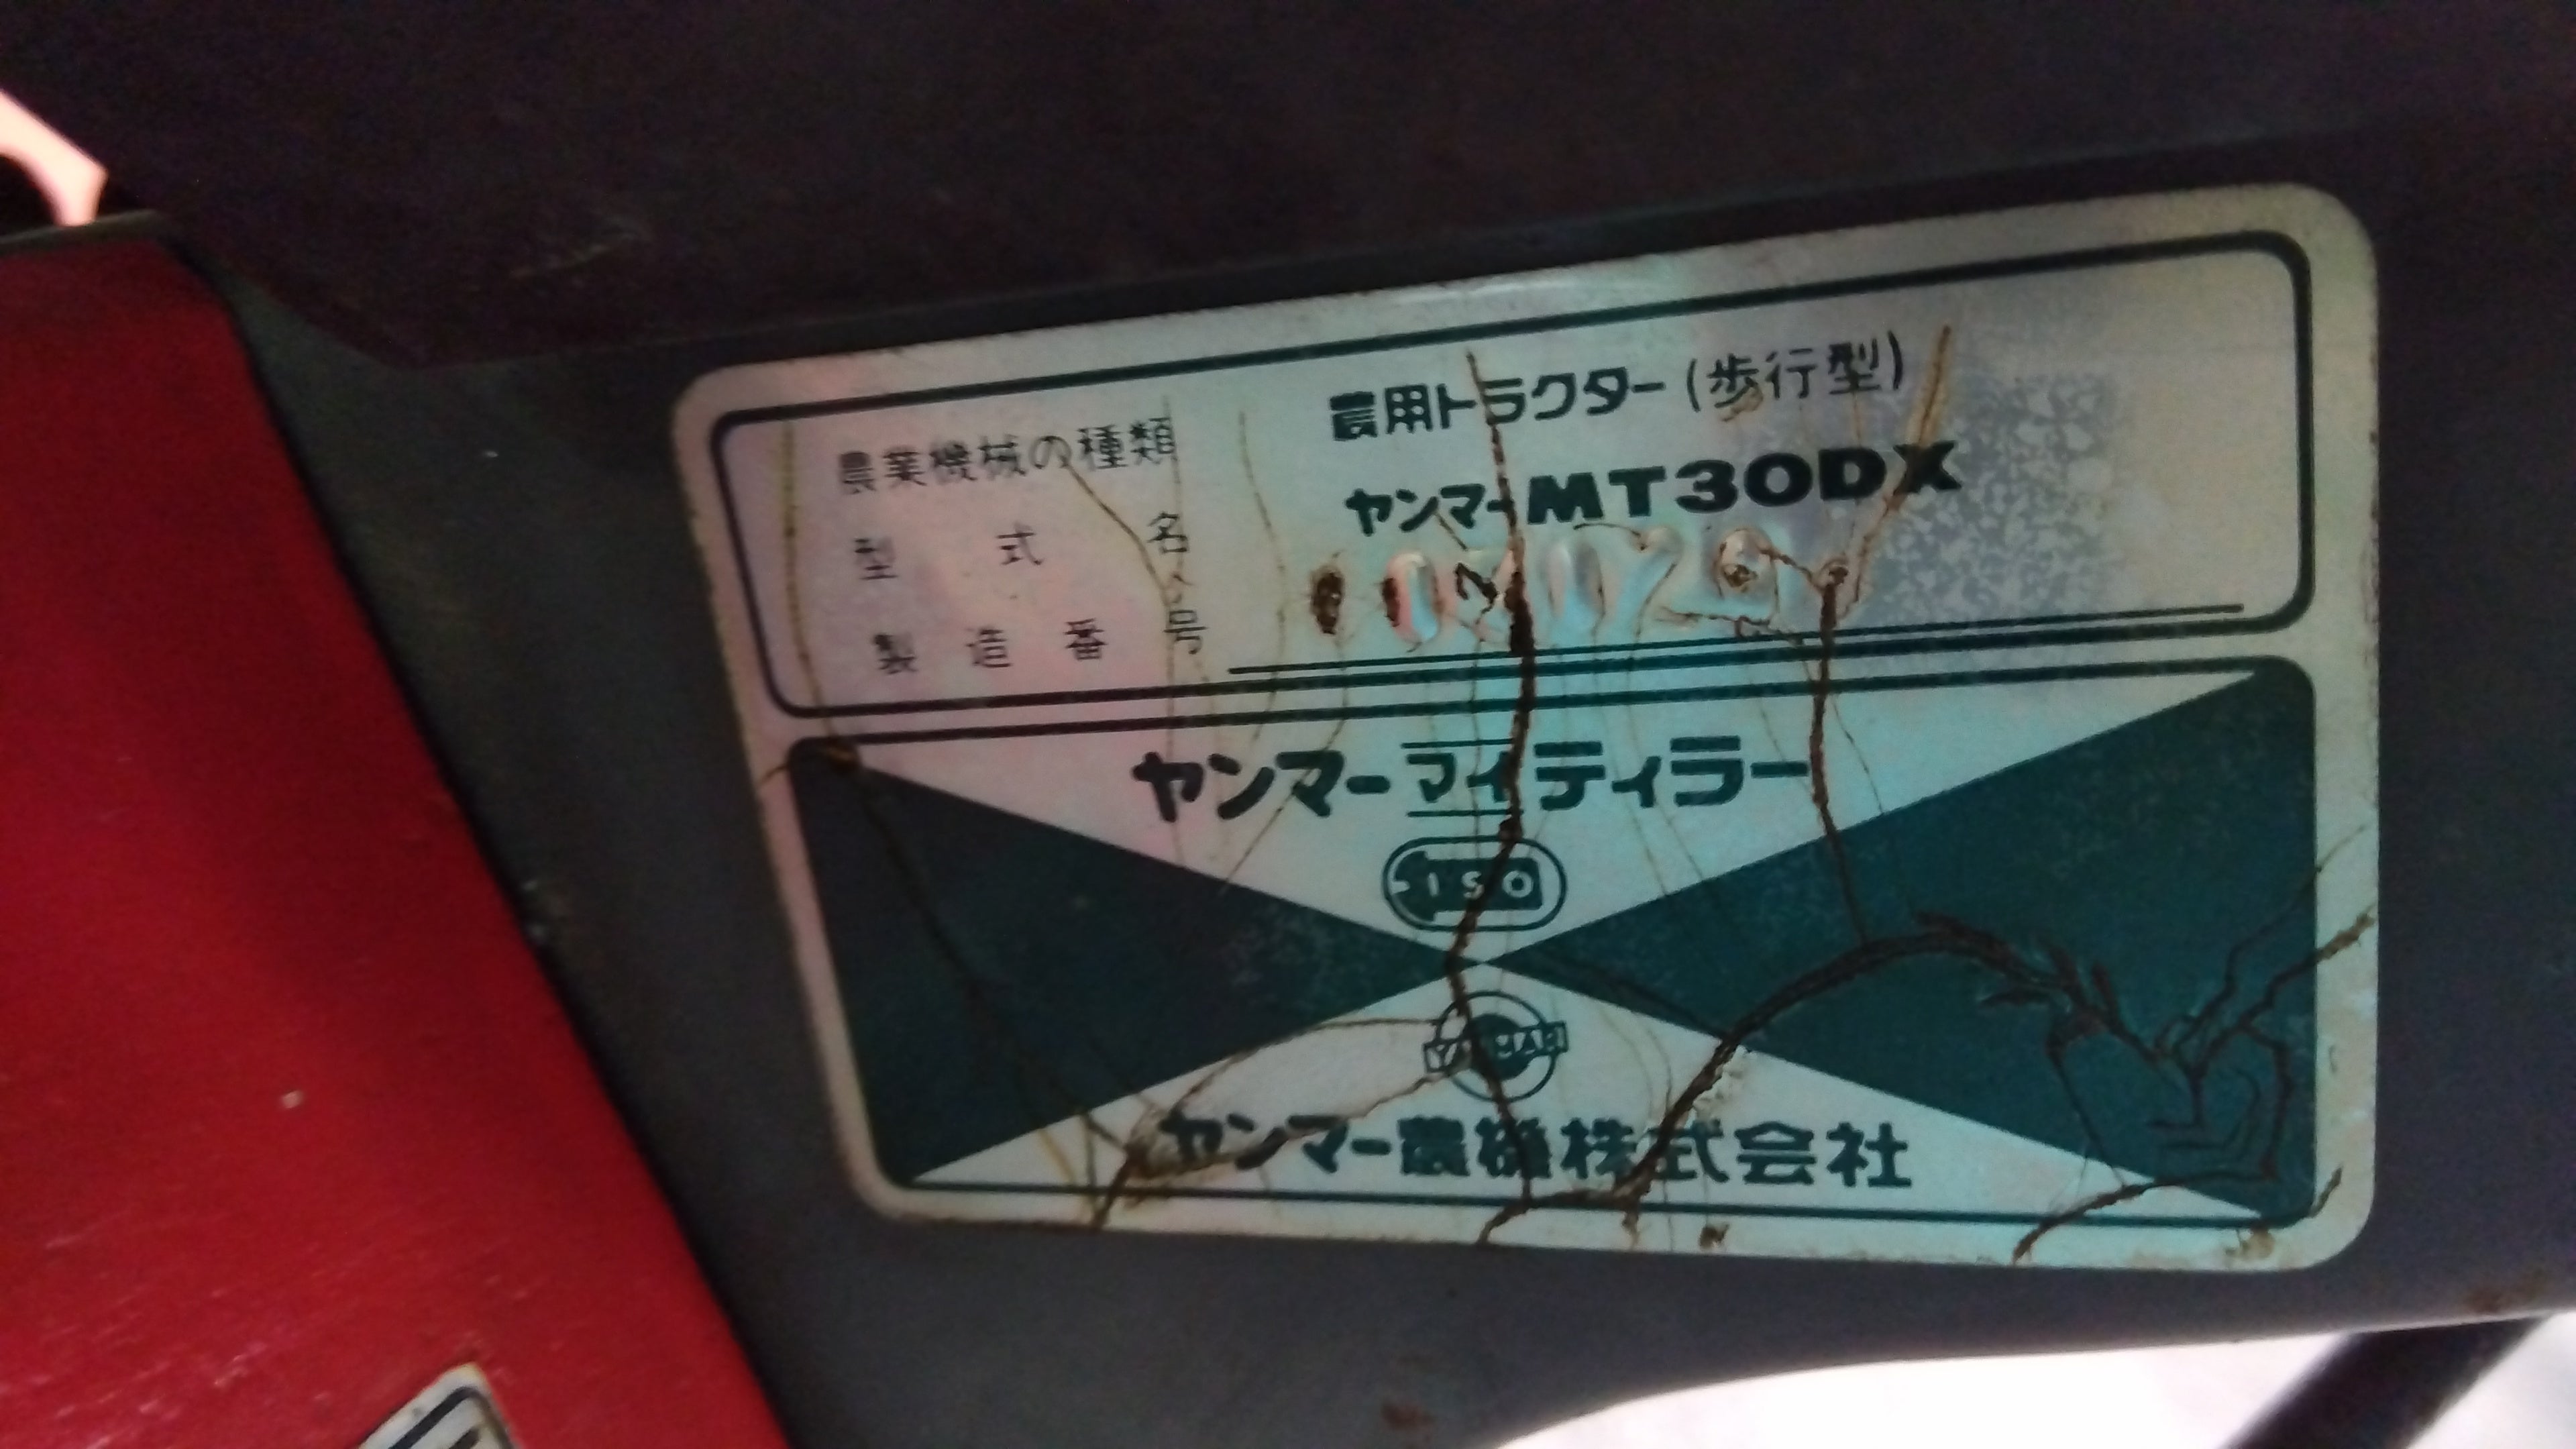 農業機械の種類 農用トラクター(歩行型)
型式名 ヤンマーMT30DX
製造番号
ヤンマーマイティラー
ISO
YANMAR
ヤンマー農機株式会社